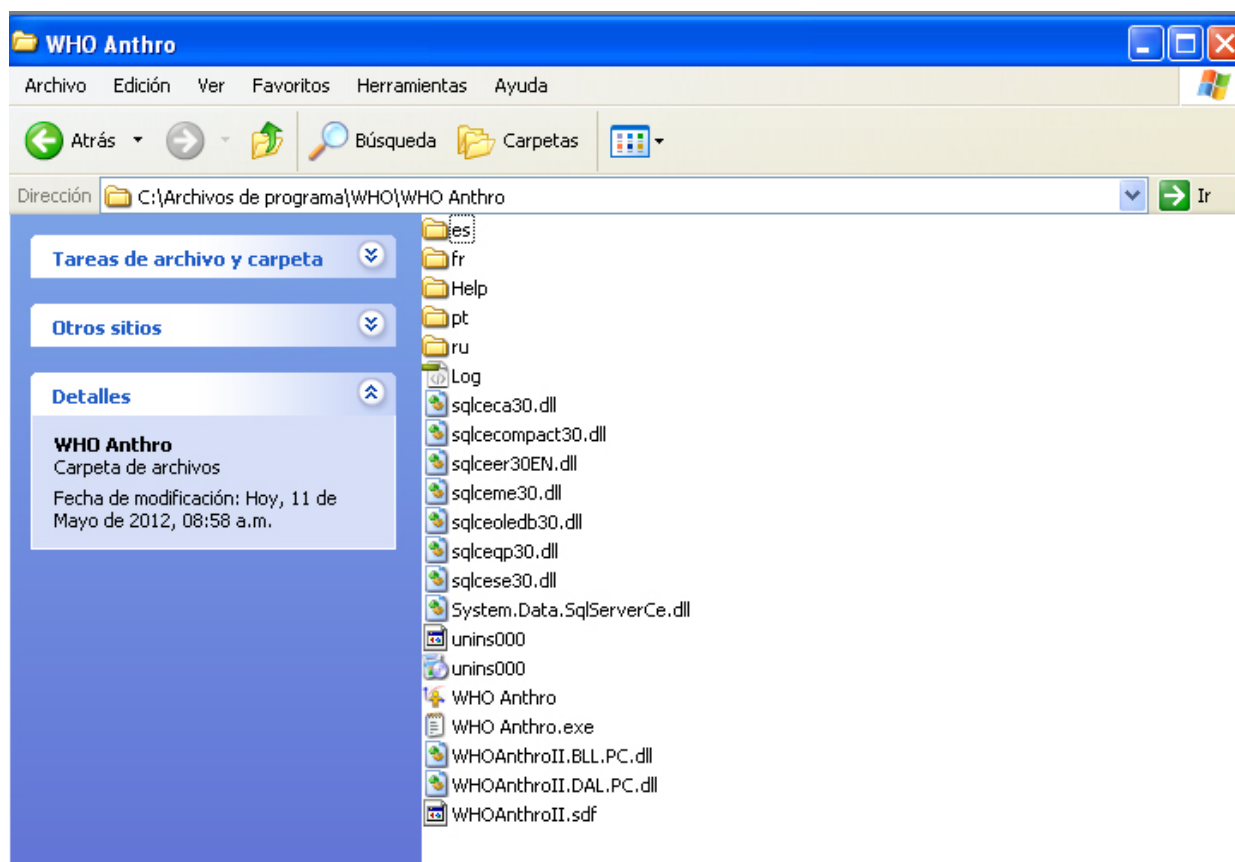 WHO Anthro
Archivo Edición Ver Favoritos Herramientas Ayuda
Atrás Búsqueda Carpetas
Dirección C:\Archivos de programa\WHO\WHO Anthro Ir
Tareas de archivo y carpeta
Otros sitios
Detalles
WHO Anthro
Carpeta de archivos
Fecha de modificación: Hoy, 11 de
Mayo de 2012, 08:58 a.m.
es
fr
Help
pt
ru
Log
sqlceca30.dll
sqlcecompact30.dll
sqlceer30EN.dll
sqlceme30.dll
sqlceoledb30.dll
sqlceqp30.dll
sqlcese30.dll
System.Data.SqlServerCe.dll
unins000
unins000
WHO Anthro
WHO Anthro.exe
WHOAnthroII.BLL.PC.dll
WHOAnthroII.DAL.PC.dll
WHOAnthroII.sdf